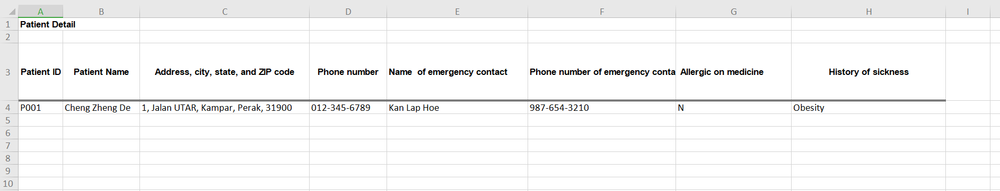 A B C D E F G H I
1 Patient Detail
2
3 Patient ID Patient Name Address, city, state, and ZIP code Phone number Name  of emergency contact Phone number of emergency conta Allergic on medicine History of sickness
4 P001 Cheng Zheng De 1, Jalan UTAR, Kampar, Perak, 31900 012-345-6789 Kan Lap Hoe 987-654-3210 N Obesity
5
6
7
8
9
10